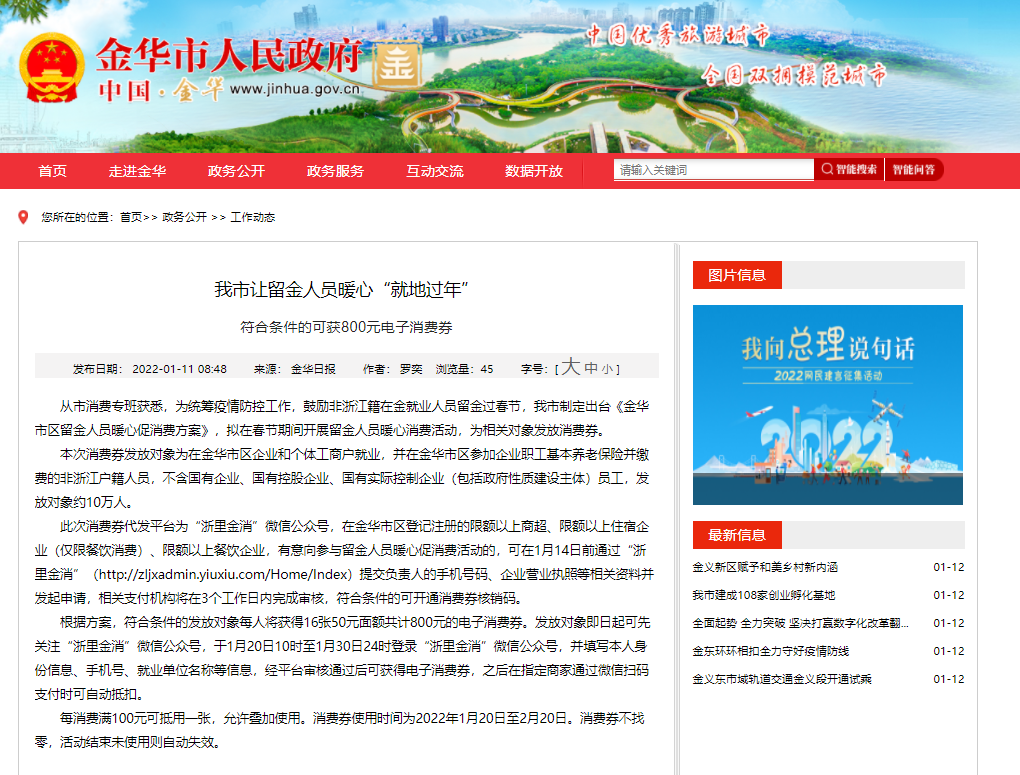 金华市人民政府
中国·金华 www.jinhua.gov.cn
金
中国优秀旅游城市
全国双拥模范城市
首页 走进金华 政务公开 政务服务 互动交流 数据开放 请输入关键词 智能搜索 智能问答
您所在的位置：首页>> 政务公开 >> 工作动态
我市让留金人员暖心“就地过年”
符合条件的可获800元电子消费券
发布日期： 2022-01-11 08:48 来源： 金华日报 作者： 罗奕 浏览量：45 字号：[ 大 中 小 ]
从市消费专班获悉，为统筹疫情防控工作，鼓励非浙江籍在金就业人员留金过春节，我市制定出台《金华
市区留金人员暖心促消费方案》，拟在春节期间开展留金人员暖心消费活动，为相关对象发放消费券。
本次消费券发放对象为在金华市区企业和个体工商户就业，并在金华市区参加企业职工基本养老保险并缴
费的非浙江户籍人员，不含国有企业、国有控股企业、国有实际控制企业（包括政府性质建设主体）员工，发
放对象约10万人。
此次消费券代发平台为“浙里金消”微信公众号，在金华市区登记注册的限额以上商超、限额以上住宿企
业（仅限餐饮消费）、限额以上餐饮企业，有意向参与留金人员暖心促消费活动的，可在1月14日前通过“浙
里金消”（http://zljxadmin.yiuxiu.com/Home/Index）提交负责人的手机号码、企业营业执照等相关资料并
发起申请，相关支付机构将在3个工作日内完成审核，符合条件的可开通消费券核销码。
根据方案，符合条件的发放对象每人将获得16张50元面额共计800元的电子消费券。发放对象即日起可先
关注“浙里金消”微信公众号，于1月20日10时至1月30日24时登录“浙里金消”微信公众号，并填写本人身
份信息、手机号、就业单位名称等信息，经平台审核通过后可获得电子消费券，之后在指定商家通过微信扫码
支付时可自动抵扣。
每消费满100元可抵用一张，允许叠加使用。消费券使用时间为2022年1月20日至2月20日。消费券不找
零，活动结束未使用则自动失效。
图片信息
我向总理说句话
2022网民建言征集活动
2022
最新信息
金义新区赋予和美乡村新内涵 01-12
我市建成108家创业孵化基地 01-12
全面起势 全力突破 坚决打赢数字化改革翻... 01-12
金东环环相扣全力守好疫情防线 01-12
金义东市域轨道交通金义段开通试乘 01-12